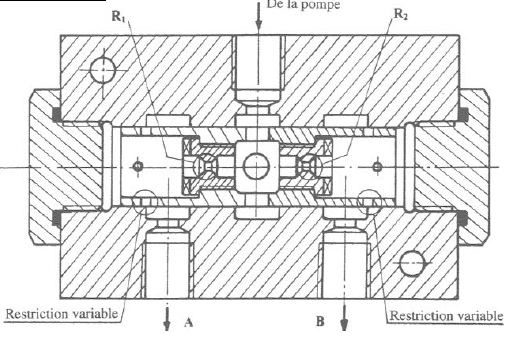 De la pompe
R₁
R₂
Restriction variable
A
B
Restriction variable